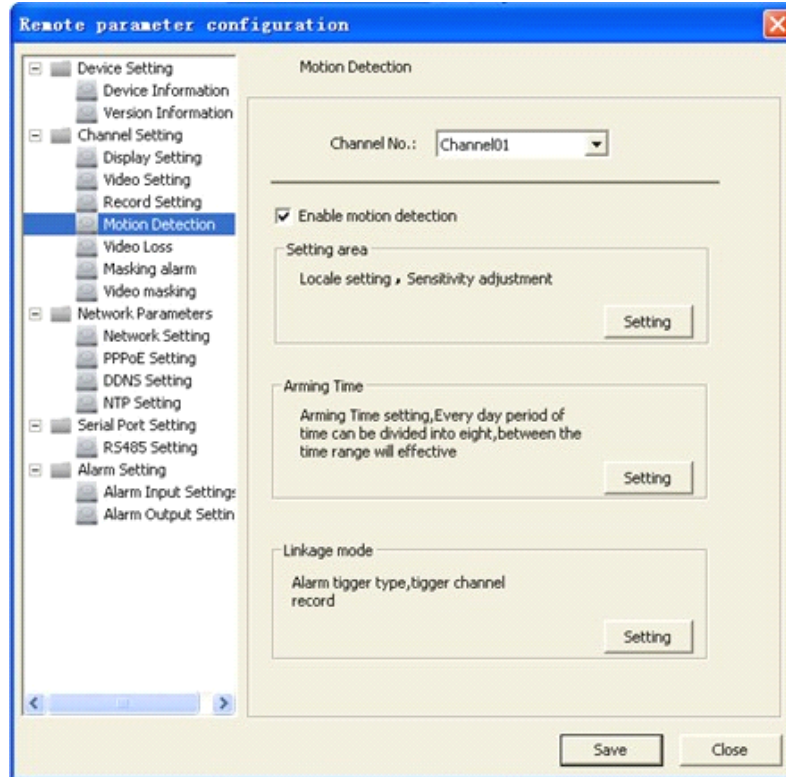 Remote parameter configuration
Device Setting
Device Information
Version Information
Channel Setting
Display Setting
Video Setting
Record Setting
Motion Detection
Video Loss
Masking alarm
Video masking
Network Parameters
Network Setting
PPPoE Setting
DDNS Setting
NTP Setting
Serial Port Setting
RS485 Setting
Alarm Setting
Alarm Input Settings
Alarm Output Settin
Motion Detection
Channel No.: Channel01
Enable motion detection
Setting area
Locale setting , Sensitivity adjustment
Setting
Arming Time
Arming Time setting,Every day period of
time can be divided into eight,between the
time range will effective
Setting
Linkage mode
Alarm tigger type,tigger channel
record
Setting
Save Close